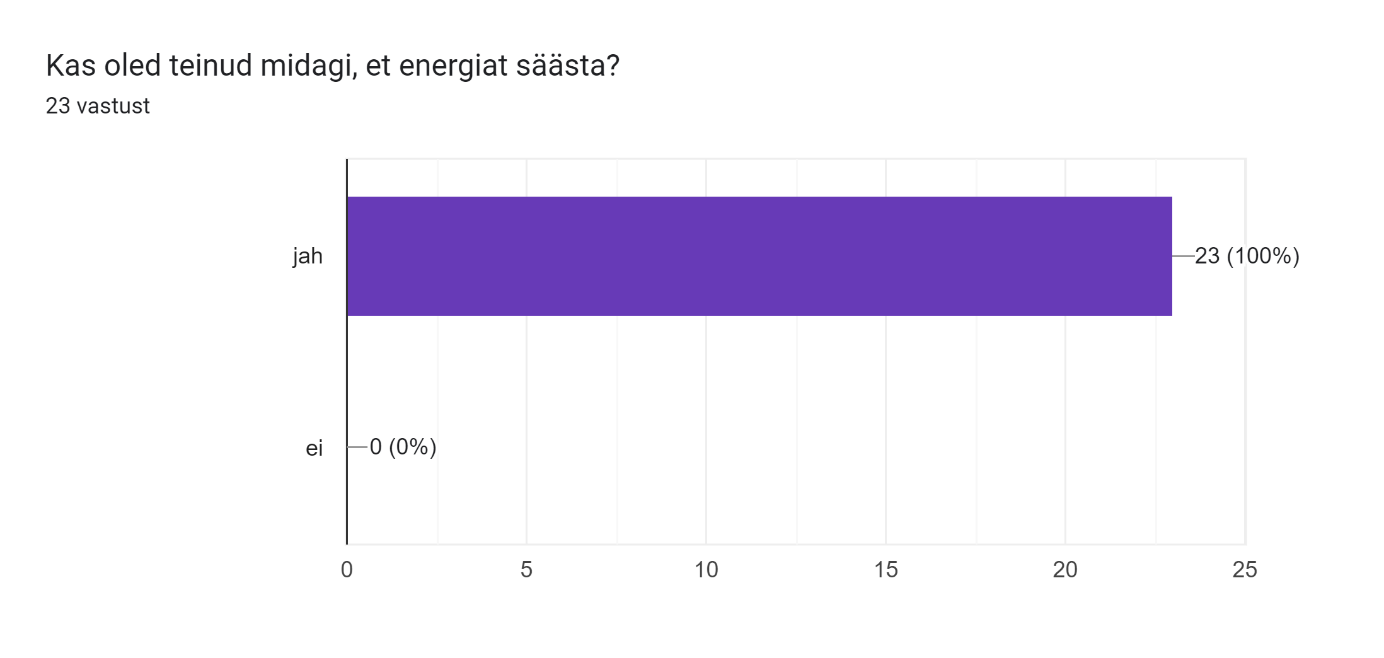 Kas oled teinud midagi, et energiat säästa?
23 vastust
jah
23 (100%)
ei
0 (0%)
0 5 10 15 20 25